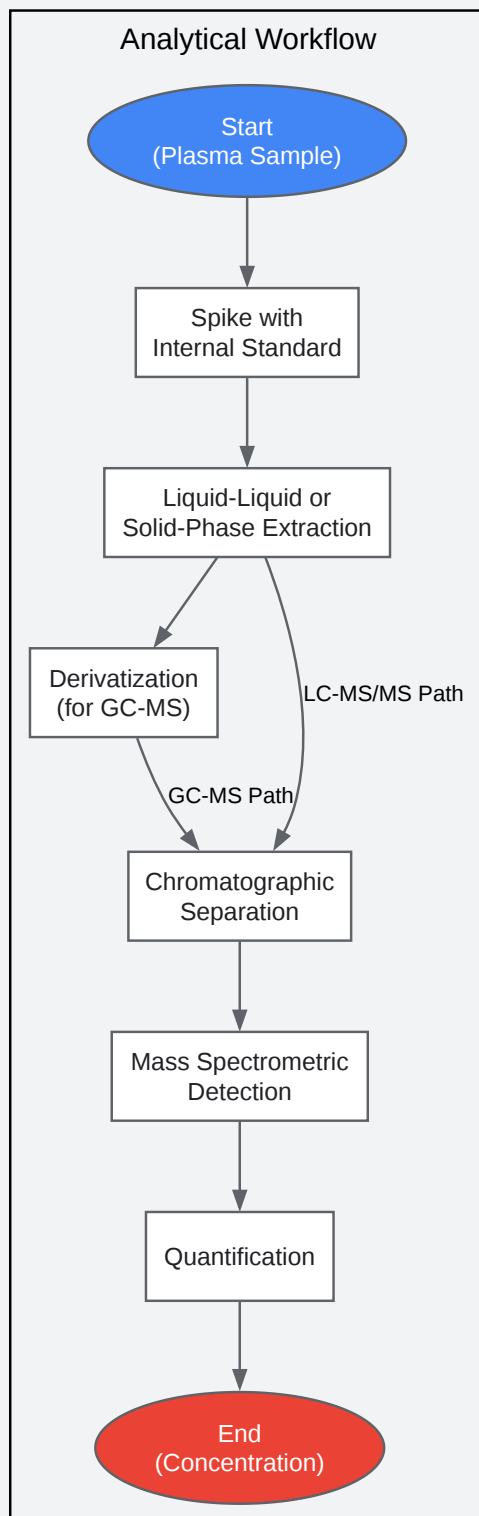 Analytical Workflow
Start
(Plasma Sample)
Spike with
Internal Standard
Liquid-Liquid or
Solid-Phase Extraction
Derivatization
(for GC-MS)
LC-MS/MS Path
GC-MS Path
Chromatographic
Separation
Mass Spectrometric
Detection
Quantification
End
(Concentration)